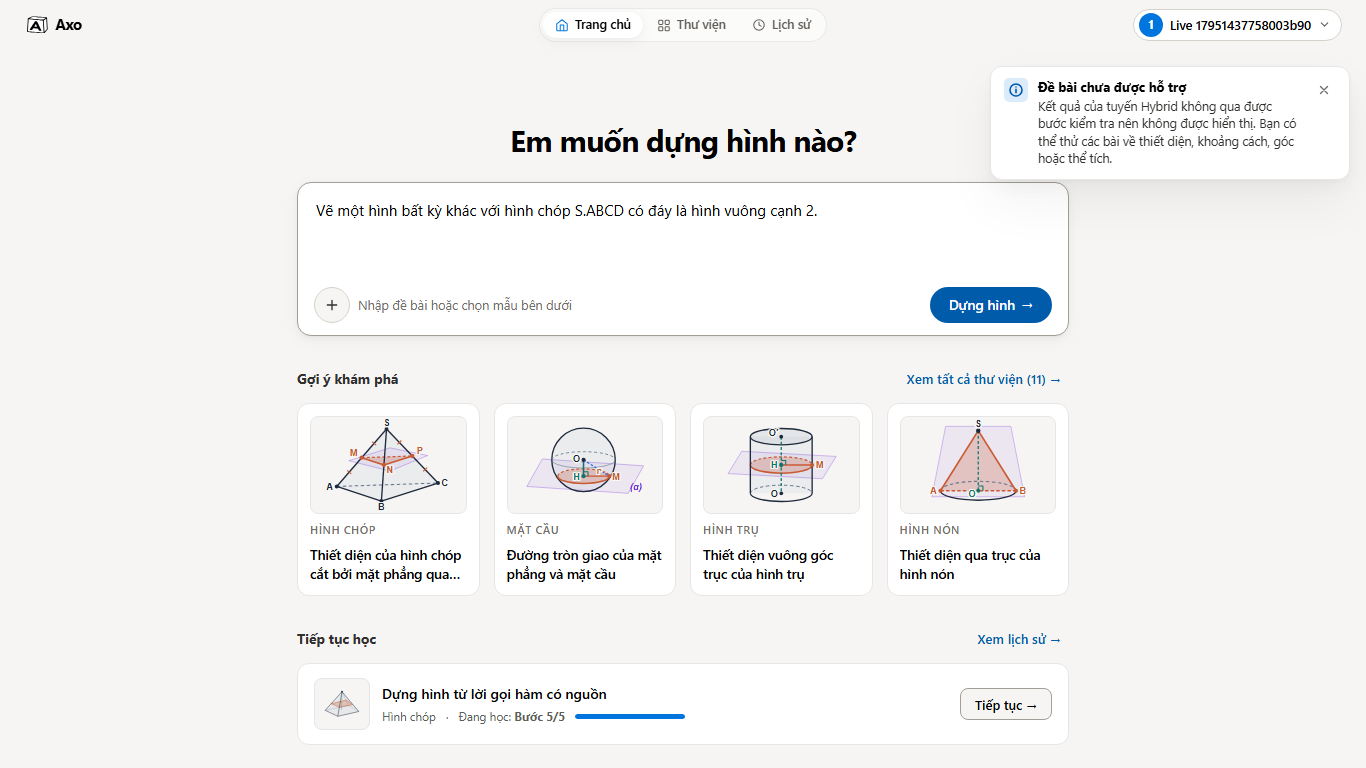 Axo
Trang chủ
Thư viện
Lịch sử
1
Live 17951437758003b90
Đề bài chưa được hỗ trợ
Kết quả của tuyến Hybrid không qua được
bước kiểm tra nên không được hiển thị. Bạn có
thể thử các bài về thiết diện, khoảng cách, góc
hoặc thể tích.
Em muốn dựng hình nào?
Vẽ một hình bất kỳ khác với hình chóp S.ABCD có đáy là hình vuông cạnh 2.
Nhập đề bài hoặc chọn mẫu bên dưới
Dựng hình →
Gợi ý khám phá
Xem tất cả thư viện (11) →
S
M
P
N
A
C
B
HÌNH CHÓP
Thiết diện của hình chóp
cắt bởi mặt phẳng qua...
O
r
H
M
(α)
MẶT CẦU
Đường tròn giao của mặt
phẳng và mặt cầu
O'
H
M
O
HÌNH TRỤ
Thiết diện vuông góc
trục của hình trụ
S
A
O
B
HÌNH NÓN
Thiết diện qua trục của
hình nón
Tiếp tục học
Xem lịch sử →
Dựng hình từ lời gọi hàm có nguồn
Hình chóp · Đang học: Bước 5/5
Tiếp tục →